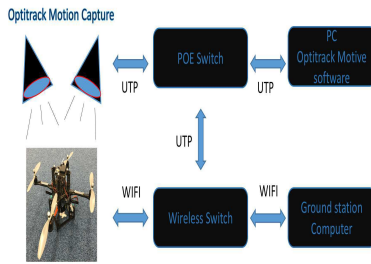 Optitrack Motion Capture
POE Switch
PC
Optitrack Motive
software
UTP
UTP
UTP
WIFI
WIFI
Wireless Switch
Ground station
Computer